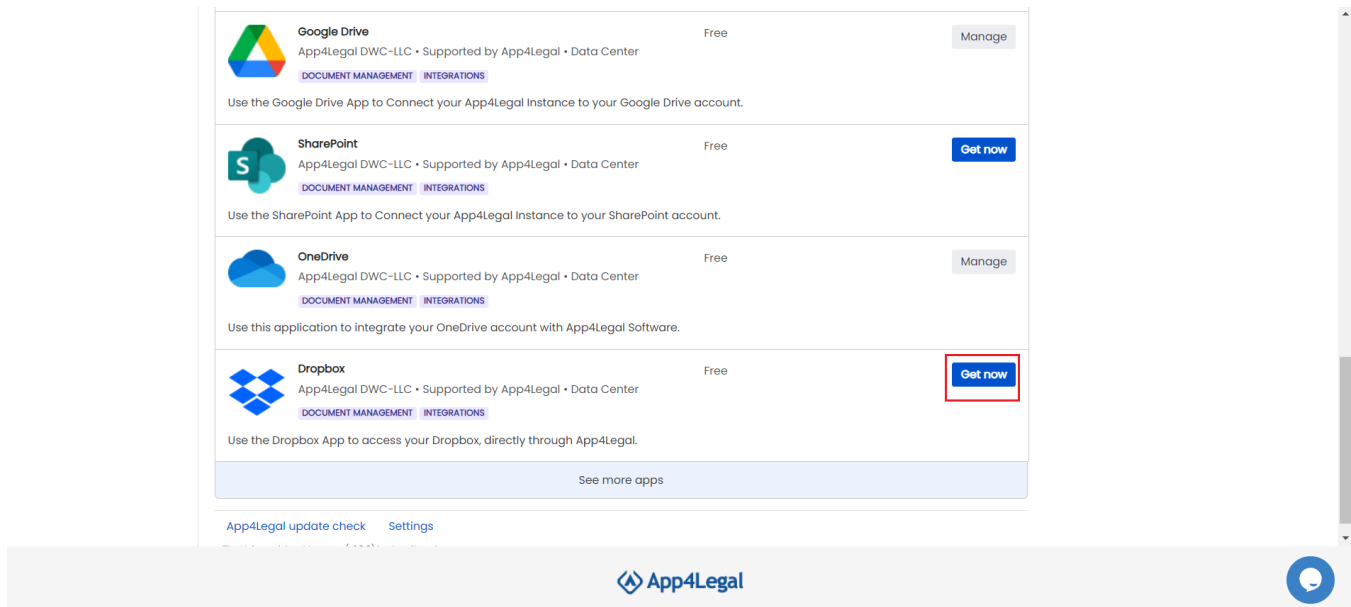 Google Drive
Free
Manage
App4Legal DWC-LLC • Supported by App4Legal • Data Center
DOCUMENT MANAGEMENT INTEGRATIONS
Use the Google Drive App to Connect your App4Legal Instance to your Google Drive account.
SharePoint
Free
Get now
App4Legal DWC-LLC • Supported by App4Legal • Data Center
DOCUMENT MANAGEMENT INTEGRATIONS
Use the SharePoint App to Connect your App4Legal Instance to your SharePoint account.
OneDrive
Free
Manage
App4Legal DWC-LLC • Supported by App4Legal • Data Center
DOCUMENT MANAGEMENT INTEGRATIONS
Use this application to integrate your OneDrive account with App4Legal Software.
Dropbox
Free
Get now
App4Legal DWC-LLC • Supported by App4Legal • Data Center
DOCUMENT MANAGEMENT INTEGRATIONS
Use the Dropbox App to access your Dropbox, directly through App4Legal.
See more apps
App4Legal update check Settings
App4Legal